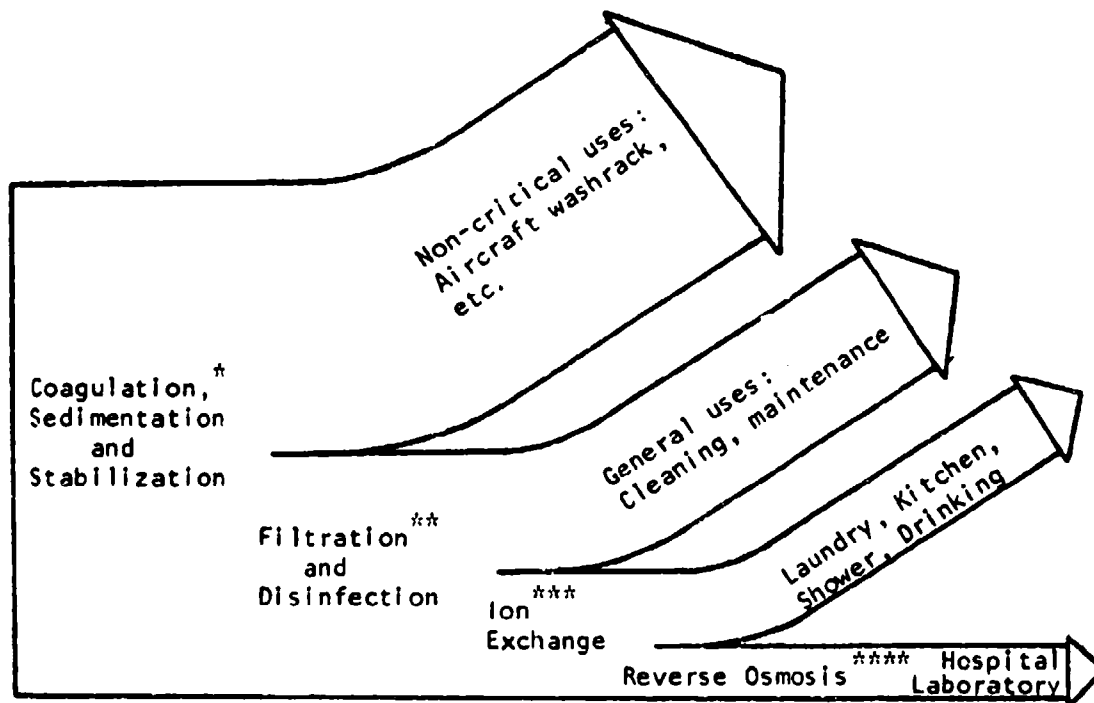 Non-critical uses:
Aircraft washrack,
etc.
Coagulation,*
Sedimentation
and
Stabilization
General uses:
Cleaning, maintenance
Filtration**
and
Disinfection
Laundry, Kitchen,
Shower, Drinking
Ion***
Exchange
Reverse Osmosis****
Hospital
Laboratory